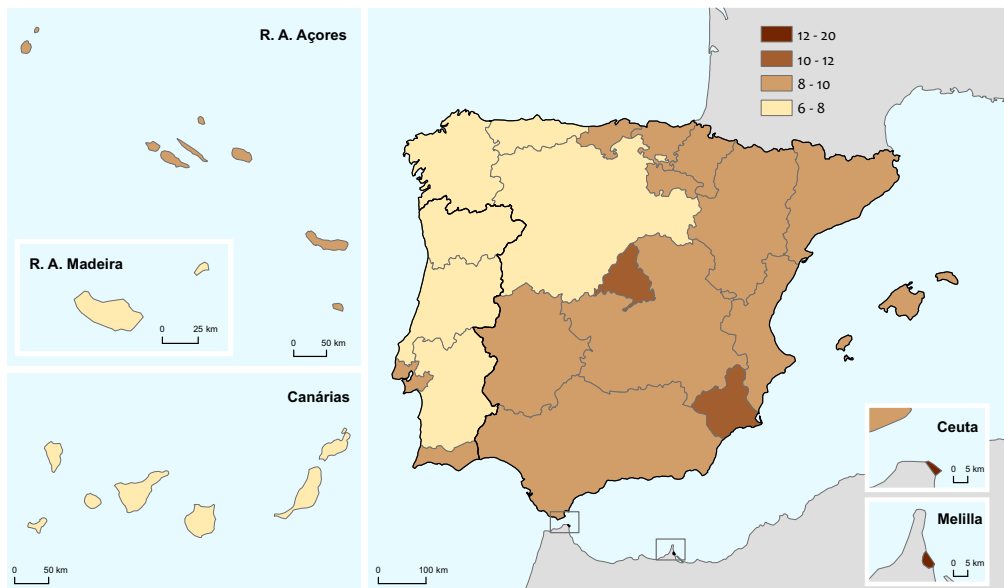 R. A. Açores
R. A. Madeira
0 25 km
0 50 km
Canárias
0 50 km
12 - 20
10 - 12
8 - 10
6 - 8
0 100 km
Ceuta
0 5 km
Melilla
0 5 km